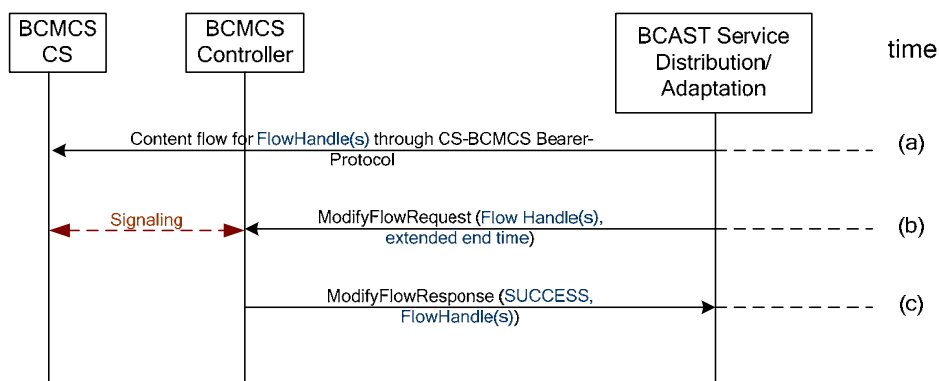 BCMCS
CS
BCMCS
Controller
BCAST Service
Distribution/
Adaptation
time
Content flow for FlowHandle(s) through CS-BCMCS Bearer-
Protocol
(a)
Signaling
ModifyFlowRequest (Flow Handle(s),
extended end time)
(b)
ModifyFlowResponse (SUCCESS,
FlowHandle(s))
(c)